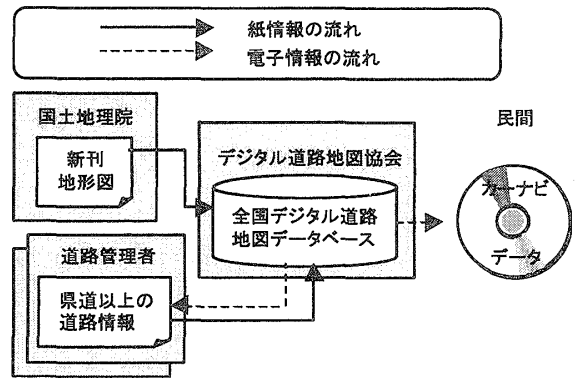 紙情報の流れ
電子情報の流れ
国土地理院
新刊
地形図
デジタル道路地図協会
全国デジタル道路
地図データベース
民間
カーナビ
データ
道路管理者
県道以上の
道路情報